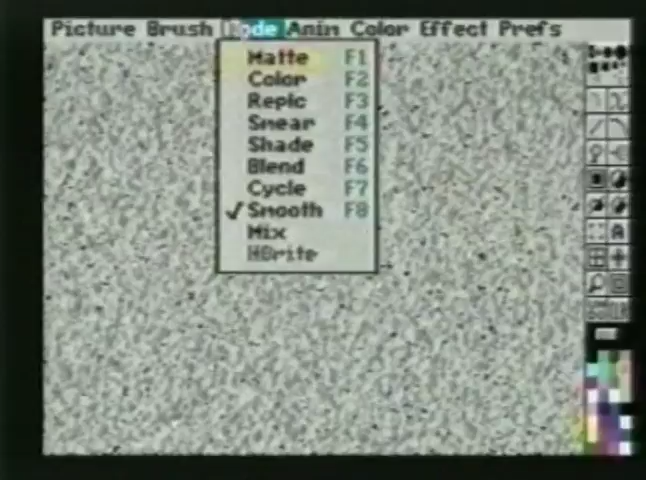 Picture Brush Mode Anim Color Effect Prefs
Matte F1
Color F2
Replc F3
Smear F4
Shade F5
Blend F6
Cycle F7
✓Smooth F8
Mix
HBrite
A